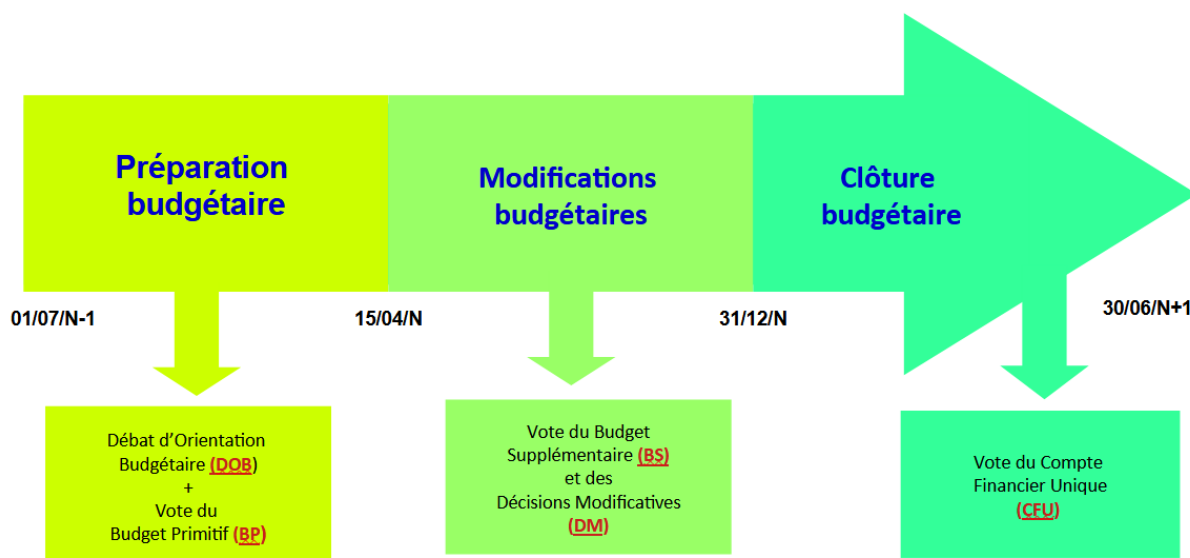 Préparation
budgétaire
Modifications
budgétaires
Clôture
budgétaire
01/07/N-1
15/04/N
31/12/N
30/06/N+1
Débat d’Orientation
Budgétaire (DOB)
+
Vote du
Budget Primitif (BP)
Vote du Budget
Supplémentaire (BS)
et des
Décisions Modificatives
(DM)
Vote du Compte
Financier Unique
(CFU)